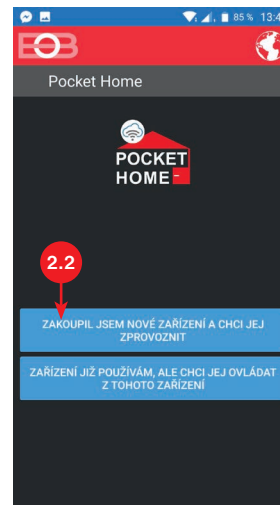 85 % 13:4
EOB
Pocket Home
POCKET
HOME
2.2
ZAKOUPIL JSEM NOVÉ ZAŘÍZENÍ A CHCI JEJ
ZPROVOZNIT
ZAŘÍZENÍ JIŽ POUŽÍVÁM, ALE CHCI JEJ OVLÁDAT
Z TOHOTO ZAŘÍZENÍ